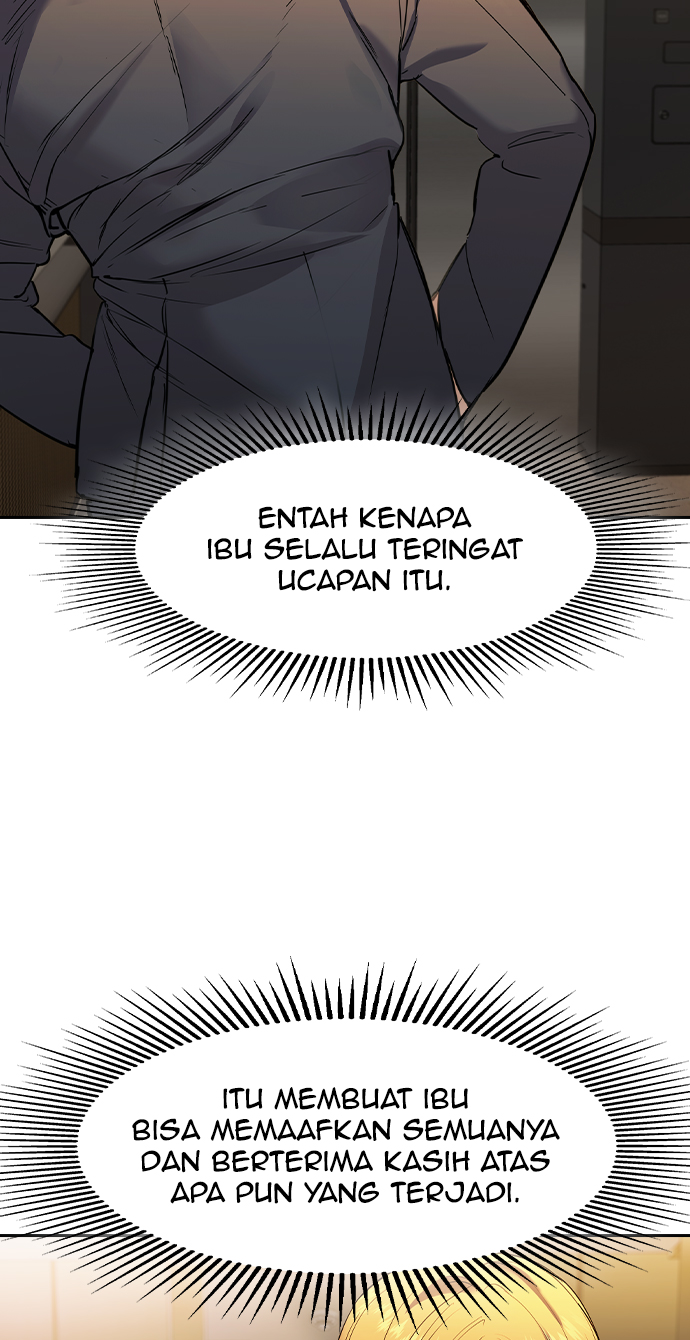 ENTAH KENAPA
IBU SELALU TERINGAT
UCAPAN ITU.
ITU MEMBUAT IBU
BISA MEMAAFKAN SEMUANYA
DAN BERTERIMA KASIH ATAS
APA PUN YANG TERJADI.